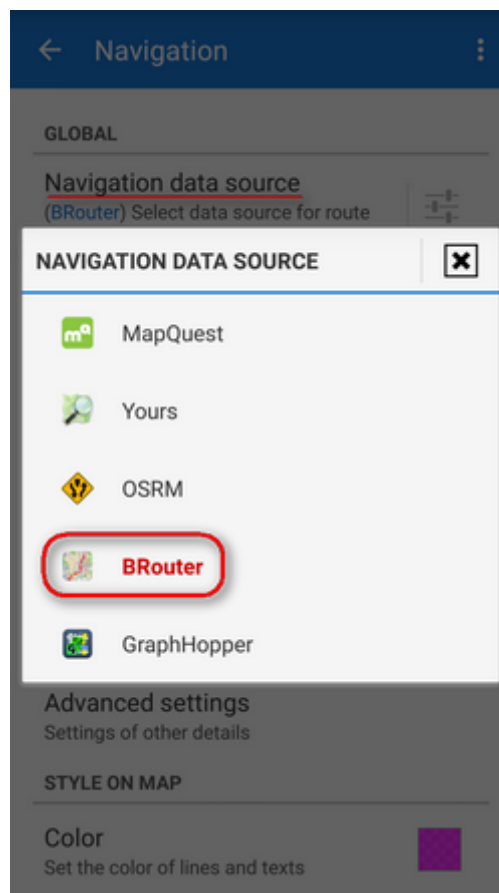 Navigation
GLOBAL
Navigation data source
(BRouter) Select data source for route
NAVIGATION DATA SOURCE
MapQuest
Yours
OSRM
BRouter
GraphHopper
Advanced settings
Settings of other details
STYLE ON MAP
Color
Set the color of lines and texts